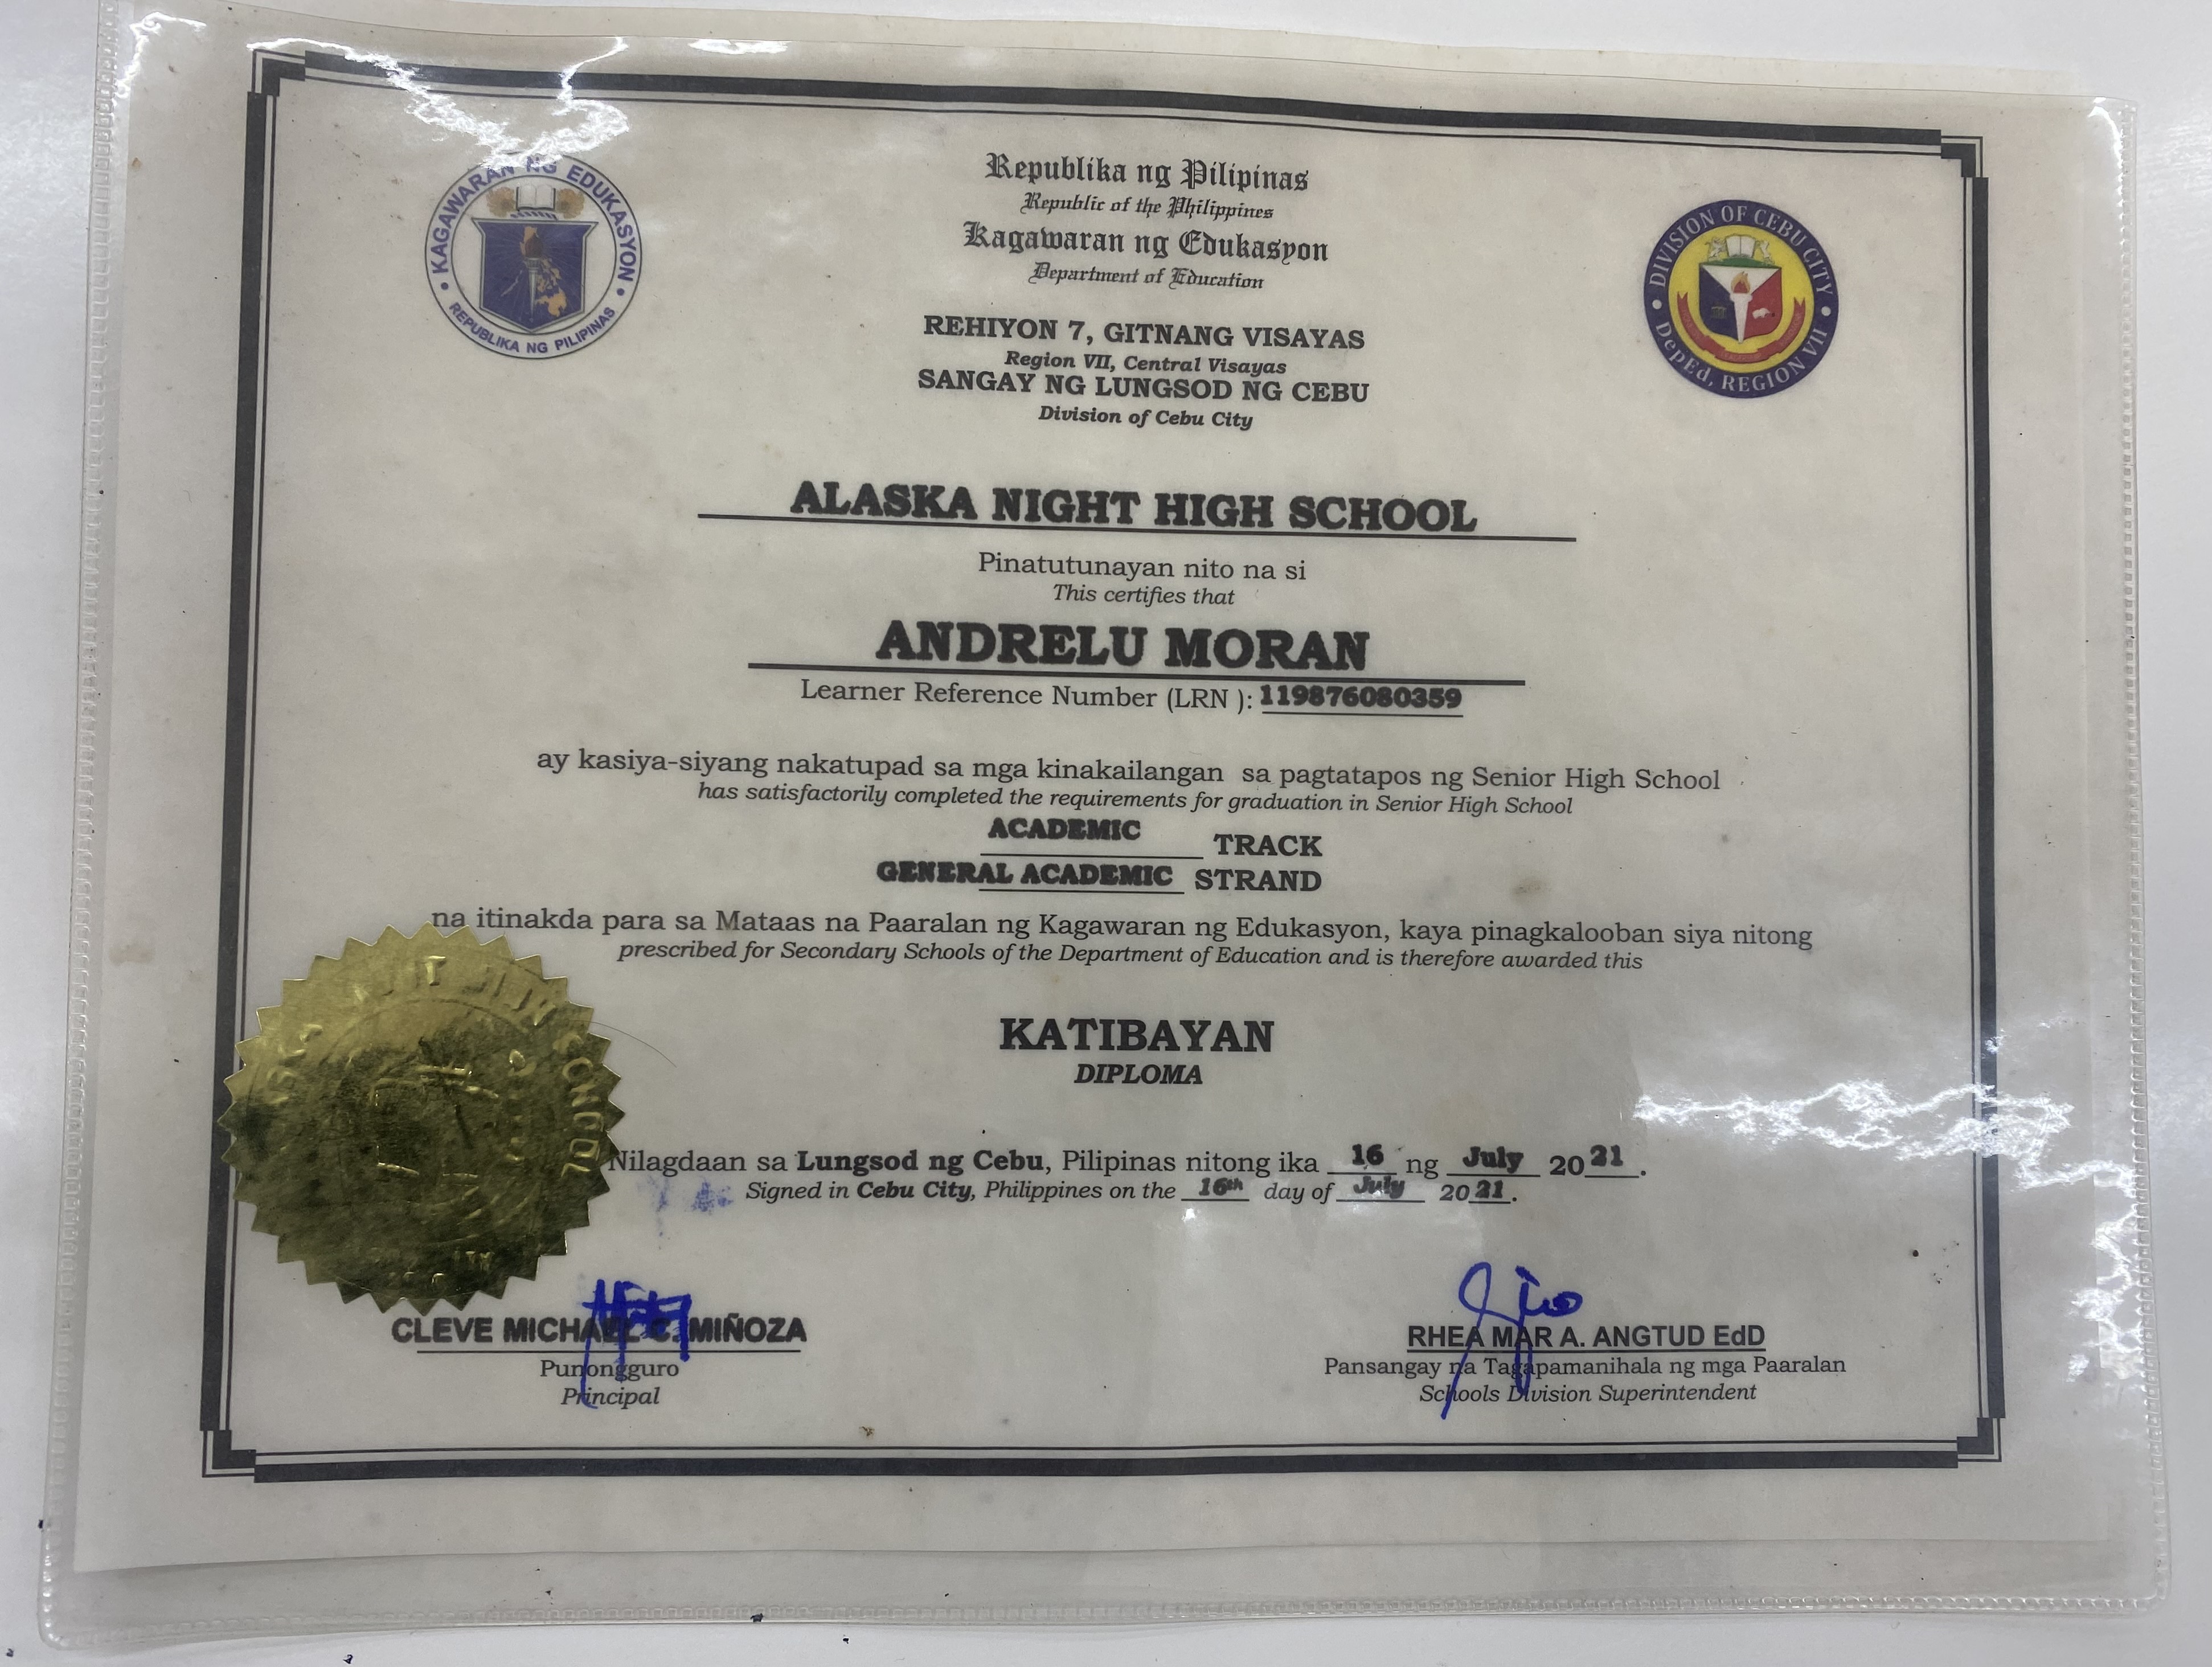 KAGAWARAN NG EDUKASYON
REPUBLIKA NG PILIPINAS
Republika ng Pilipinas
Republic of the Philippines
Kagawaran ng Edukasyon
Department of Education
DIVISION OF CEBU CITY
DepEd, REGION VII
REHIYON 7, GITNANG VISAYAS
Region VII, Central Visayas
SANGAY NG LUNGSOD NG CEBU
Division of Cebu City
ALASKA NIGHT HIGH SCHOOL
Pinatutunayan nito na si
This certifies that
ANDRELU MORAN
Learner Reference Number (LRN ): 119876080359
ay kasiya-siyang nakatupad sa mga kinakailangan sa pagtatapos ng Senior High School
has satisfactorily completed the requirements for graduation in Senior High School
ACADEMIC TRACK
GENERAL ACADEMIC STRAND
na itinakda para sa Mataas na Paaralan ng Kagawaran ng Edukasyon, kaya pinagkalooban siya nitong
prescribed for Secondary Schools of the Department of Education and is therefore awarded this
KATIBAYAN
DIPLOMA
SCHOOL
Nilagdaan sa Lungsod ng Cebu, Pilipinas nitong ika 16 ng July 2021.
Signed in Cebu City, Philippines on the 16th day of July 2021.
CLEVE MICHAEL C. MIÑOZA
Punongguro
Principal
RHEA MAR A. ANGTUD EdD
Pansangay na Tagapamanihala ng mga Paaralan
Schools Division Superintendent